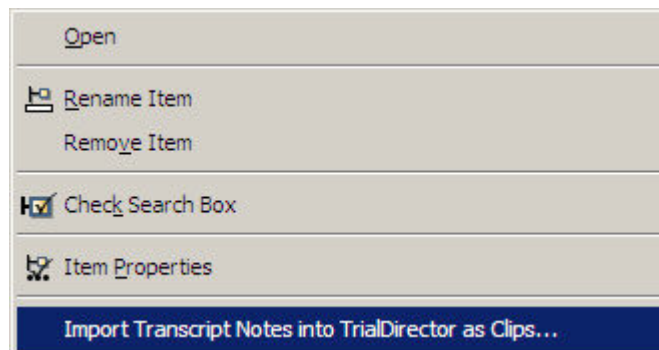 Open
Rename Item
Remove Item
Check Search Box
Item Properties
Import Transcript Notes into TrialDirector as Clips...